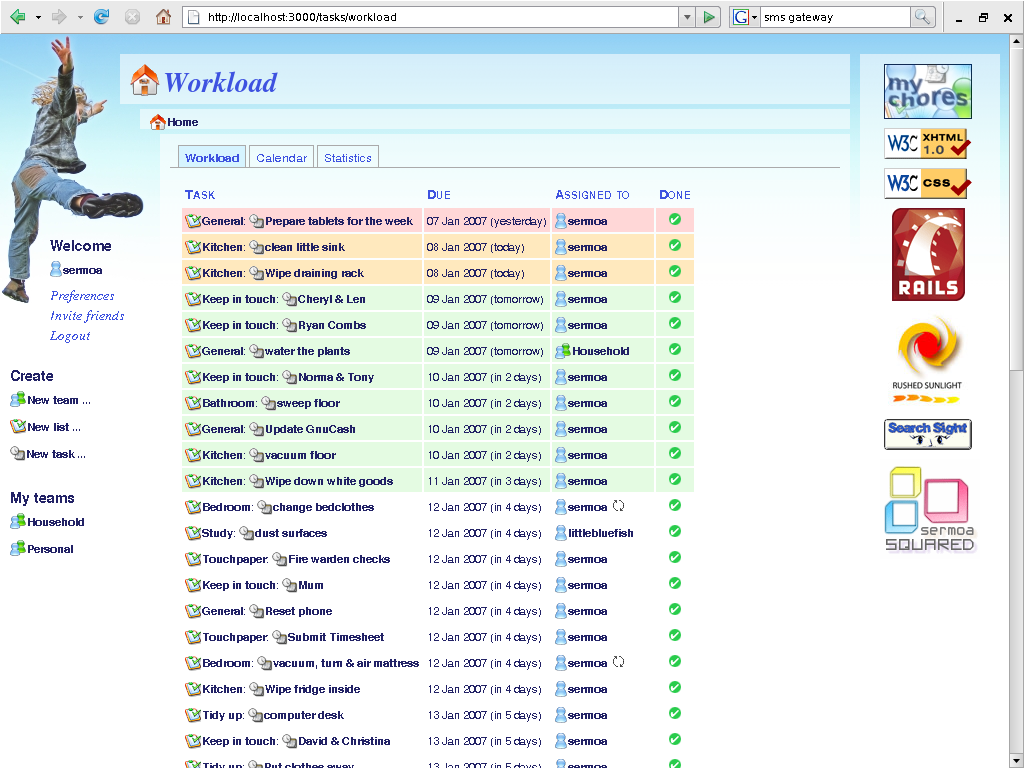 http://localhost:3000/tasks/workload
G
sms gateway
Workload
Home
Workload Calendar Statistics
TASK DUE ASSIGNED TO DONE
General: Prepare tablets for the week 07 Jan 2007 (yesterday) sermoa
Kitchen: clean little sink 08 Jan 2007 (today) sermoa
Kitchen: Wipe draining rack 08 Jan 2007 (today) sermoa
Keep in touch: Cheryl & Len 09 Jan 2007 (tomorrow) sermoa
Keep in touch: Ryan Combs 09 Jan 2007 (tomorrow) sermoa
General: water the plants 09 Jan 2007 (tomorrow) Household
Keep in touch: Norma & Tony 10 Jan 2007 (in 2 days) sermoa
Bathroom: sweep floor 10 Jan 2007 (in 2 days) sermoa
General: Update GnuCash 10 Jan 2007 (in 2 days) sermoa
Kitchen: vacuum floor 10 Jan 2007 (in 2 days) sermoa
Kitchen: Wipe down white goods 11 Jan 2007 (in 3 days) sermoa
Bedroom: change bedclothes 12 Jan 2007 (in 4 days) sermoa
Study: dust surfaces 12 Jan 2007 (in 4 days) littlebluefish
Touchpaper: Fire warden checks 12 Jan 2007 (in 4 days) sermoa
Keep in touch: Mum 12 Jan 2007 (in 4 days) sermoa
General: Reset phone 12 Jan 2007 (in 4 days) sermoa
Touchpaper: Submit Timesheet 12 Jan 2007 (in 4 days) sermoa
Bedroom: vacuum, turn & air mattress 12 Jan 2007 (in 4 days) sermoa
Kitchen: Wipe fridge inside 12 Jan 2007 (in 4 days) sermoa
Tidy up: computer desk 13 Jan 2007 (in 5 days) sermoa
Keep in touch: David & Christina 13 Jan 2007 (in 5 days) sermoa
Tidy up: Put clothes away 13 Jan 2007 (in 5 days) sermoa
Welcome
sermoa
Preferences
Invite friends
Logout
Create
New team ...
New list ...
New task ...
My teams
Household
Personal
my
chores
W3C XHTML
1.0
W3C css
RAILS
RUSHED SUNLIGHT
Search Sight
sermoa
SQUARED